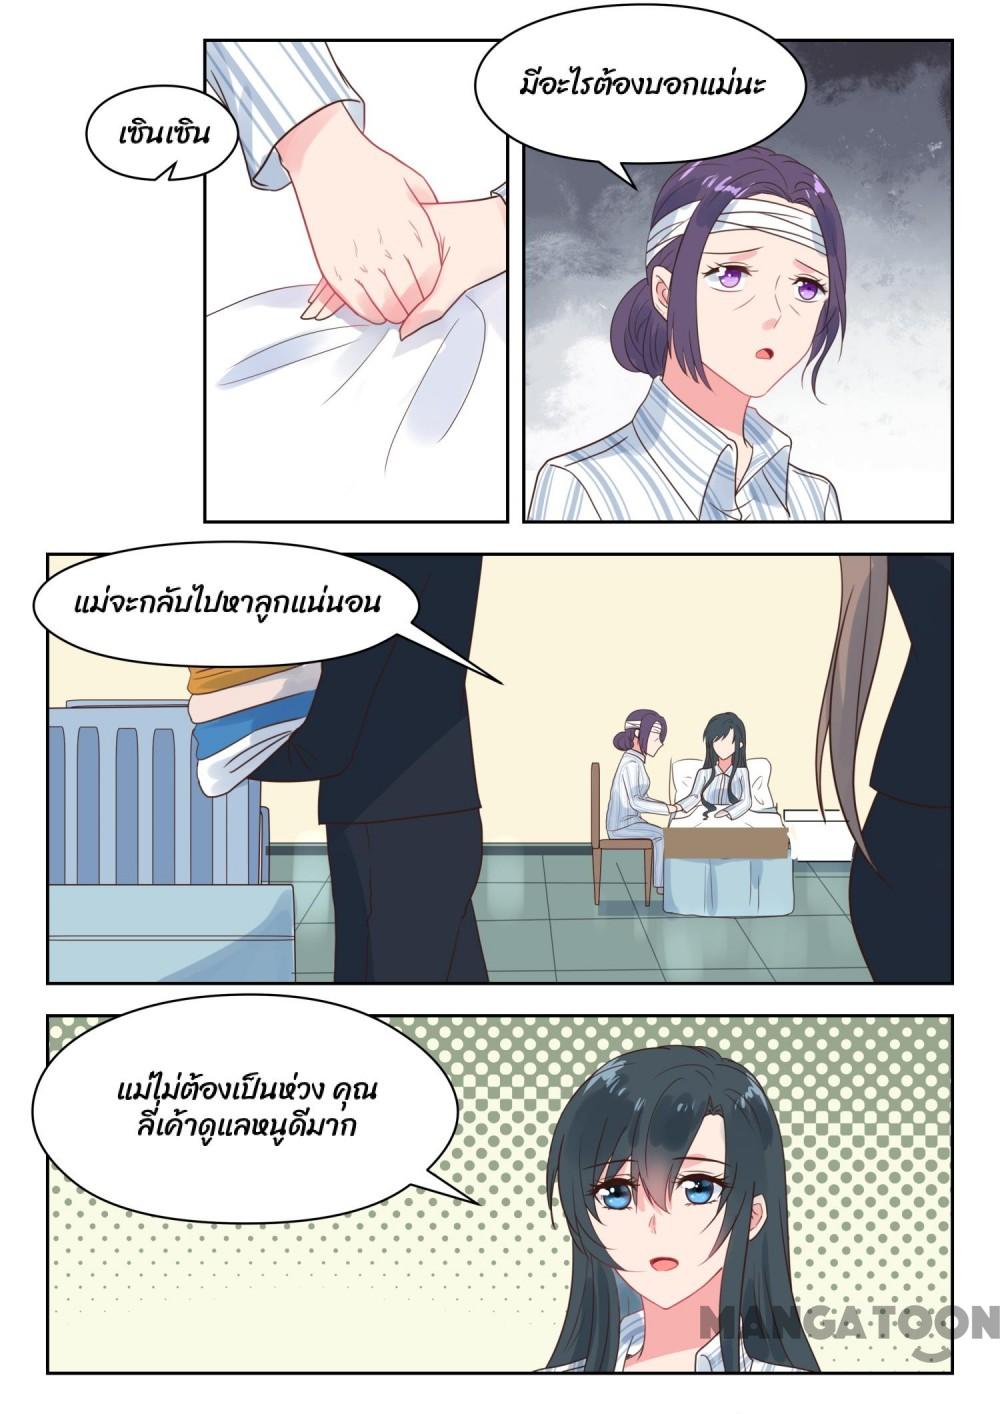 เซินเซิน
มีอะไรต้องบอกแม่นะ
แม่จะกลับไปหาลูกแน่นอน
แม่ไม่ต้องเป็นห่วง คุณ
ลี่เค้าดูแลหนูดีมาก
MANGATOON